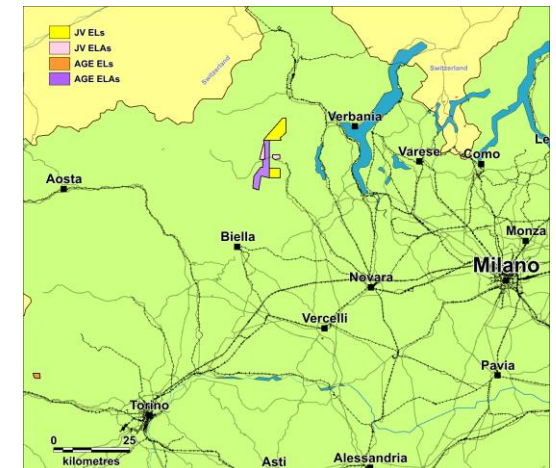 JV ELs
JV ELAs
AGE ELs
AGE ELAs
Switzerland
Switzerland
Verbania
Varese
Como
Le
Aosta
Biella
Monza
Milano
Novara
Vercelli
Pavia
Torino
0 25
kilometres
Asti
Alessandria